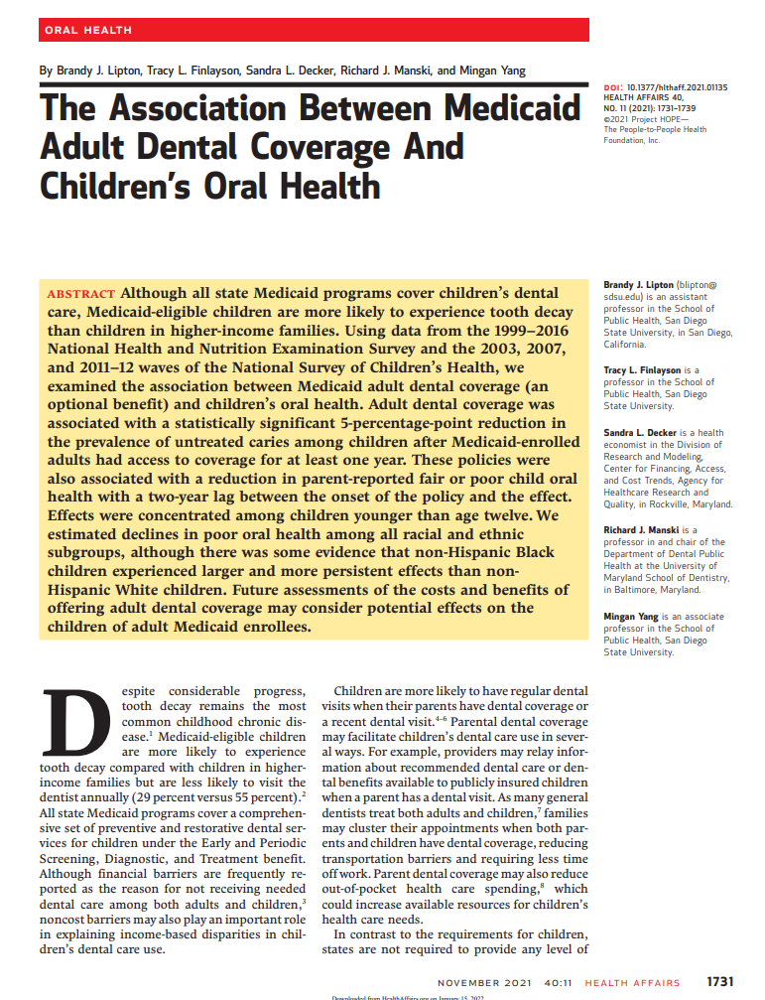 ORAL HEALTH
By Brandy J. Lipton, Tracy L. Finlayson, Sandra L. Decker, Richard J. Manski, and Mingan Yang
The Association Between Medicaid
Adult Dental Coverage And
Children's Oral Health
DOI: 10.1377/hlthaff.2021.01135
HEALTH AFFAIRS 40,
NO. 11 (2021): 1731–1739
©2021 Project HOPE—
The People-to-People Health
Foundation, Inc.
ABSTRACT Although all state Medicaid programs cover children's dental
care, Medicaid-eligible children are more likely to experience tooth decay
than children in higher-income families. Using data from the 1999–2016
National Health and Nutrition Examination Survey and the 2003, 2007,
and 2011–12 waves of the National Survey of Children's Health, we
examined the association between Medicaid adult dental coverage (an
optional benefit) and children's oral health. Adult dental coverage was
associated with a statistically significant 5-percentage-point reduction in
the prevalence of untreated caries among children after Medicaid-enrolled
adults had access to coverage for at least one year. These policies were
also associated with a reduction in parent-reported fair or poor child oral
health with a two-year lag between the onset of the policy and the effect.
Effects were concentrated among children younger than age twelve. We
estimated declines in poor oral health among all racial and ethnic
subgroups, although there was some evidence that non-Hispanic Black
children experienced larger and more persistent effects than non-
Hispanic White children. Future assessments of the costs and benefits of
offering adult dental coverage may consider potential effects on the
children of adult Medicaid enrollees.
Brandy J. Lipton (blipton@
sdsu.edu) is an assistant
professor in the School of
Public Health, San Diego
State University, in San Diego,
California.
Tracy L. Finlayson is a
professor in the School of
Public Health, San Diego
State University.
Sandra L. Decker is a health
economist in the Division of
Research and Modeling,
Center for Financing, Access,
and Cost Trends, Agency for
Healthcare Research and
Quality, in Rockville, Maryland.
Richard J. Manski is a
professor in and chair of the
Department of Dental Public
Health at the University of
Maryland School of Dentistry,
in Baltimore, Maryland.
Mingan Yang is an associate
professor in the School of
Public Health, San Diego
State University.
Despite considerable progress,
tooth decay remains the most
common childhood chronic dis-
ease.1 Medicaid-eligible children
are more likely to experience
tooth decay compared with children in higher-
income families but are less likely to visit the
dentist annually (29 percent versus 55 percent).2
All state Medicaid programs cover a comprehen-
sive set of preventive and restorative dental ser-
vices for children under the Early and Periodic
Screening, Diagnostic, and Treatment benefit.
Although financial barriers are frequently re-
ported as the reason for not receiving needed
dental care among both adults and children,3
noncost barriers may also play an important role
in explaining income-based disparities in chil-
dren's dental care use.
Children are more likely to have regular dental
visits when their parents have dental coverage or
a recent dental visit.4–6 Parental dental coverage
may facilitate children's dental care use in sever-
al ways. For example, providers may relay infor-
mation about recommended dental care or den-
tal benefits available to publicly insured children
when a parent has a dental visit. As many general
dentists treat both adults and children,7 families
may cluster their appointments when both par-
ents and children have dental coverage, reducing
transportation barriers and requiring less time
off work. Parent dental coverage may also reduce
out-of-pocket health care spending,8 which
could increase available resources for children's
health care needs.
In contrast to the requirements for children,
states are not required to provide any level of
NOVEMBER 2021 40:11 HEALTH AFFAIRS 1731
Downloaded from HealthAffairs.org on January 15, 2022